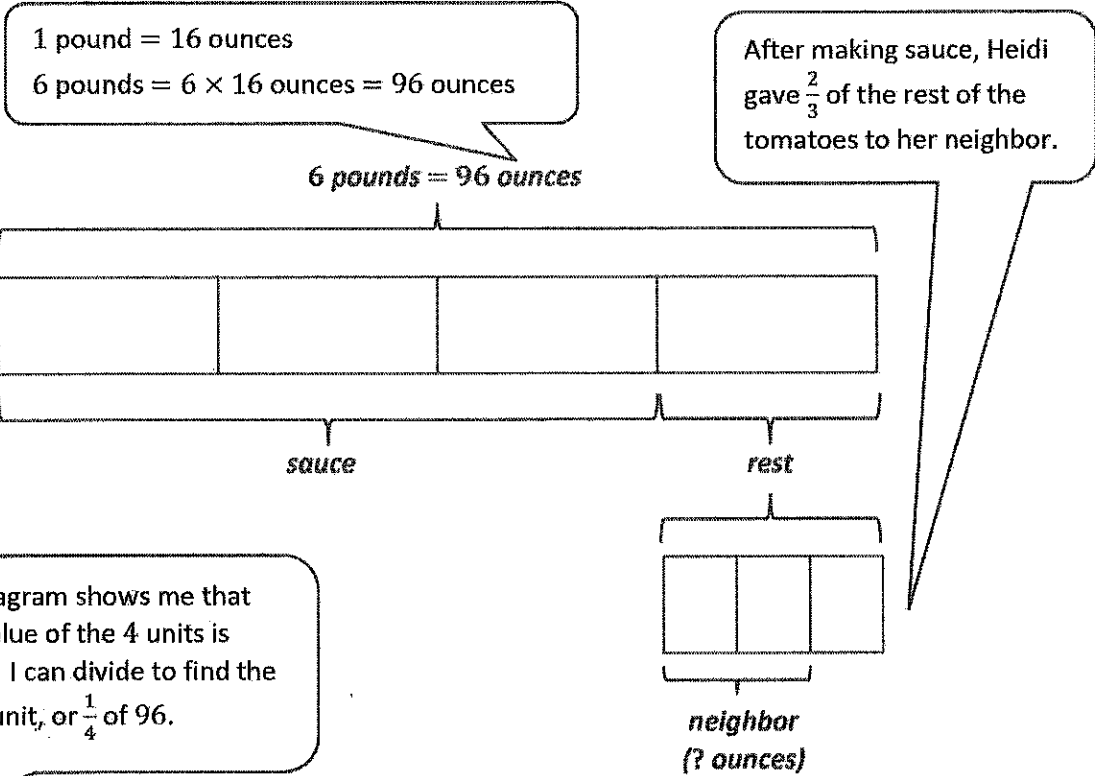 1 pound = 16 ounces
6 pounds = 6 × 16 ounces = 96 ounces
After making sauce, Heidi
gave 2/3 of the rest of the
tomatoes to her neighbor.
6 pounds = 96 ounces
sauce
rest
agram shows me that
alue of the 4 units is
I can divide to find the
unit, or 1/4 of 96.
neighbor
(? ounces)